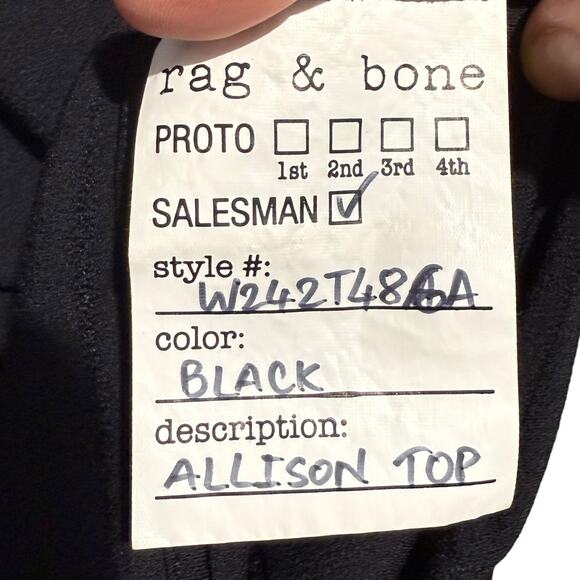 rag & bone
PROTO
1st 2nd 3rd 4th
SALESMAN
style #:
color:
BLACK
description:
ALLISON TOP